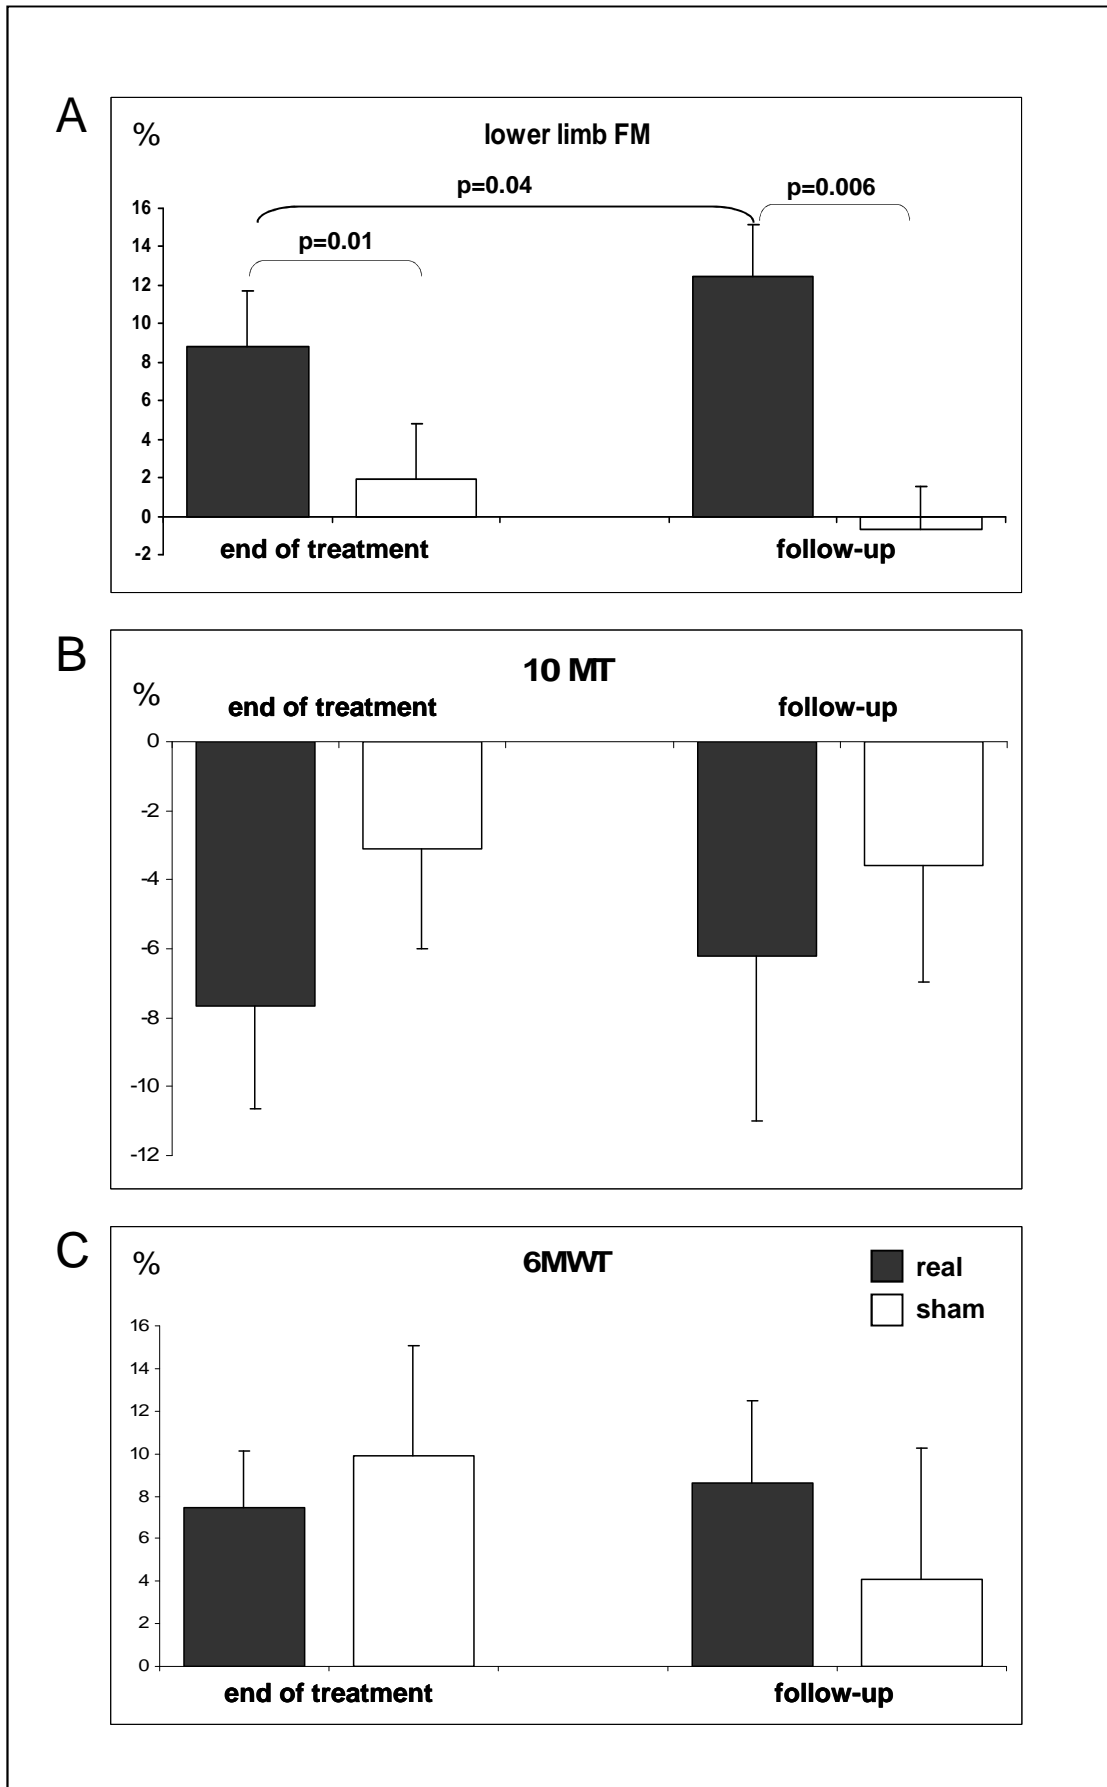 A
%
lower limb FM
p=0.04
p=0.006
p=0.01
16
14
12
10
8
6
4
2
0
-2
end of treatment
follow-up
B
10 MT
%
end of treatment
follow-up
0
-2
-4
-6
-8
-10
-12
C
%
6MWT
real
sham
16
14
12
10
8
6
4
2
0
end of treatment
follow-up